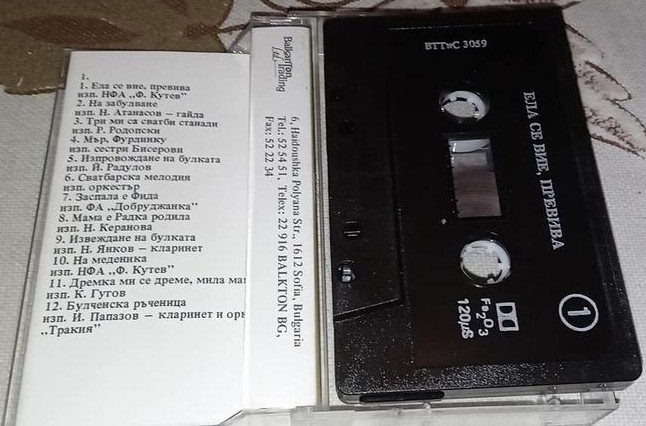 1.
1. Ела се вие, превива
изп. НФА „Ф. Кутев"
2. На забулване
изп. Н. Атанасов – гайда
3. Три ми са сватби станали
изп. Р. Родопски
4. Мър, Фурлинку
изп. сестри Бисерови
5. Изпровождане на булката
изп. Й. Радулов
6. Сватбарска мелодия
изп. оркестър
7. Заспала е Фида
изп. ФА „Добруджанка"
8. Мама е Радка родила
изп. Н. Керанова
9. Извеждане на булката
изп. Н. Янков – кларинет
10. На меденика
изп. НФА „Ф. Кутев"
11. Дремка ми се дреме, мила
изп. К. Гутов
12. Булченска ръченица
изп. И. Папазов – кларинет и
„Тракия"
BalkanTon
Trading
6, Haidoushka Polyana Str., 1612 Sofia, Bulgaria
Tel.: 52 54 51, Telex: 22 916 BALKTON BG,
Fax: 52 22 34
ВТТиС 3059
ЕЛА СЕ ВИЕ, ПРЕВИВА
1
Fe2O3
120µS